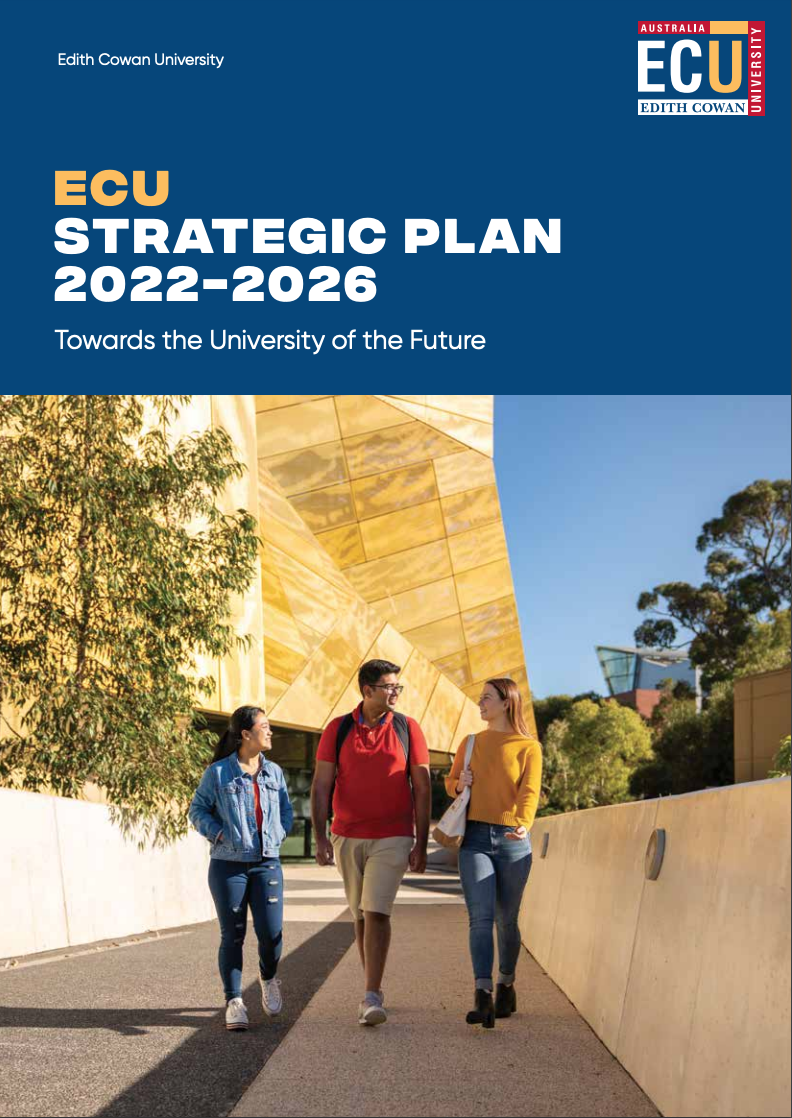 Edith Cowan University
AUSTRALIA
ECU
EDITH COWAN
UNIVERSITY
ECU
STRATEGIC PLAN
2022-2026
Towards the University of the Future